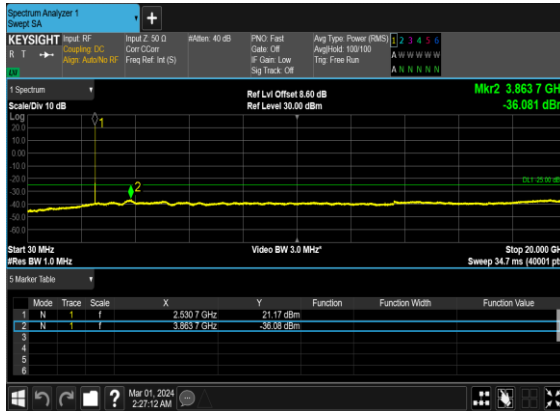 Spectrum Analyzer 1
Swept SA
+
KEYSIGHT Input: RF Input Z: 50 Ω #Atten: 40 dB PNO: Fast Avg Type: Power (RMS) 1 2 3 4 5 6
R T Coupling: DC Corr CCorr Gate: Off Avg|Hold: 100/100 A W W W W W
Align: Auto/No RF Freq Ref: Int (S) IF Gain: Low Trig: Free Run
LXI Sig Track: Off A N N N N N
1 Spectrum Ref Lvl Offset 8.60 dB Mkr2 3.863 7 GHz
Scale/Div 10 dB Ref Level 30.00 dBm -36.081 dBm
Log
1
20.0
10.0
0.00
-10.0
-20.0
DL1 -25.00 dB
-30.0
2
-40.0
-50.0
-60.0
Start 30 MHz Video BW 3.0 MHz* Stop 20.000 GH
#Res BW 1.0 MHz Sweep 34.7 ms (40001 pts
5 Marker Table
Mode Trace Scale X Y Function Function Width Function Value
1 N 1 f 2.530 7 GHz 21.17 dBm
2 N 1 f 3.863 7 GHz -36.08 dBm
3
4
5
6
? Mar 01, 2024
2:27:12 AM